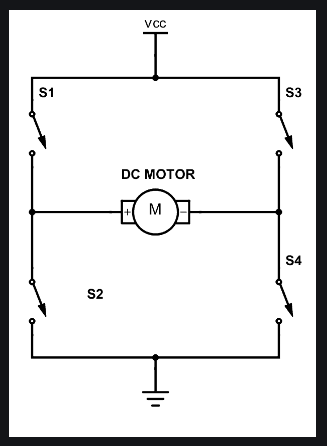 VCC
S1
S3
DC MOTOR
+ M −
S4
S2